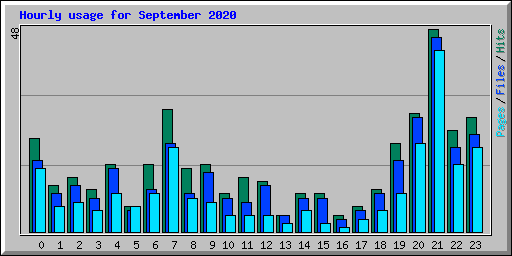 Hourly usage for September 2020
48
Pages/Files/Hits
0 1 2 3 4 5 6 7 8 9 10 11 12 13 14 15 16 17 18 19 20 21 22 23